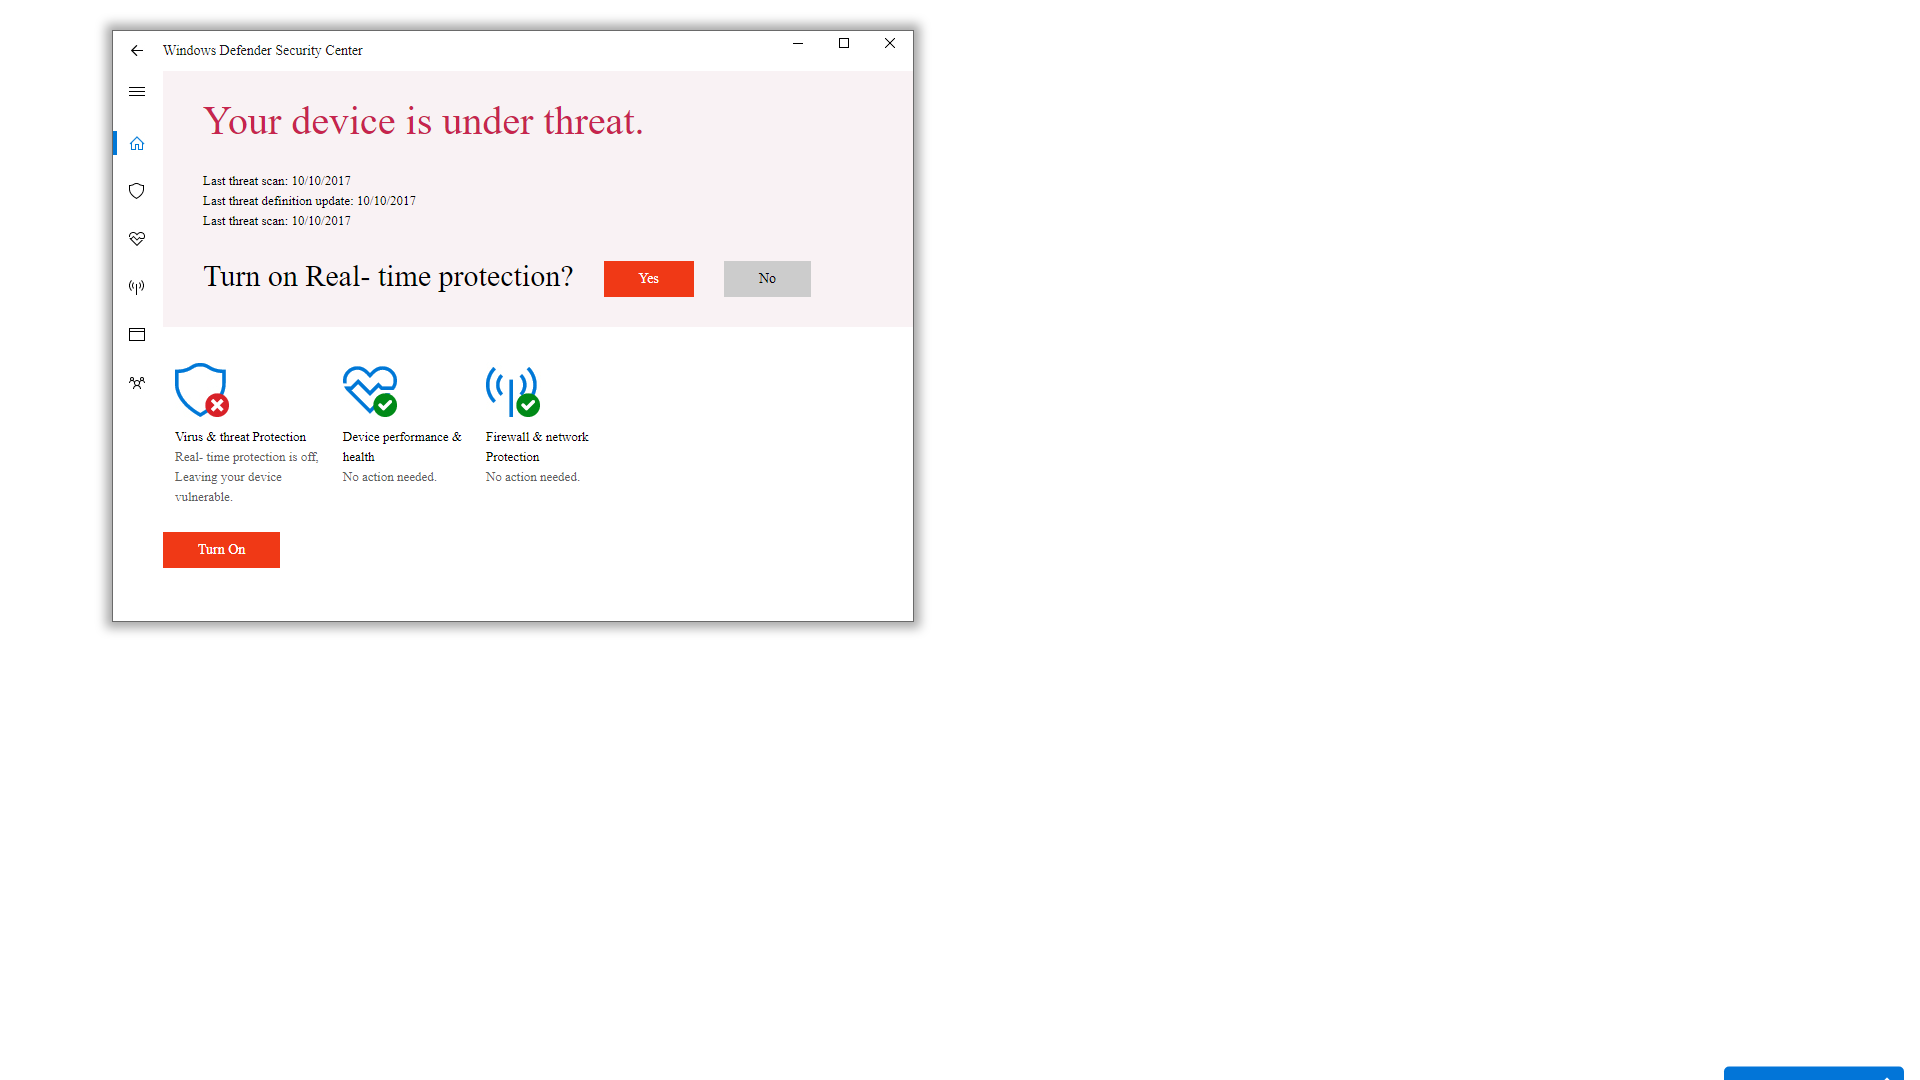 Windows Defender Security Center
Your device is under threat.
Last threat scan: 10/10/2017
Last threat definition update: 10/10/2017
Last threat scan: 10/10/2017
Turn on Real- time protection?
Yes
No
Virus & threat Protection
Real- time protection is off,
Leaving your device
vulnerable.
Device performance &
health
No action needed.
Firewall & network
Protection
No action needed.
Turn On